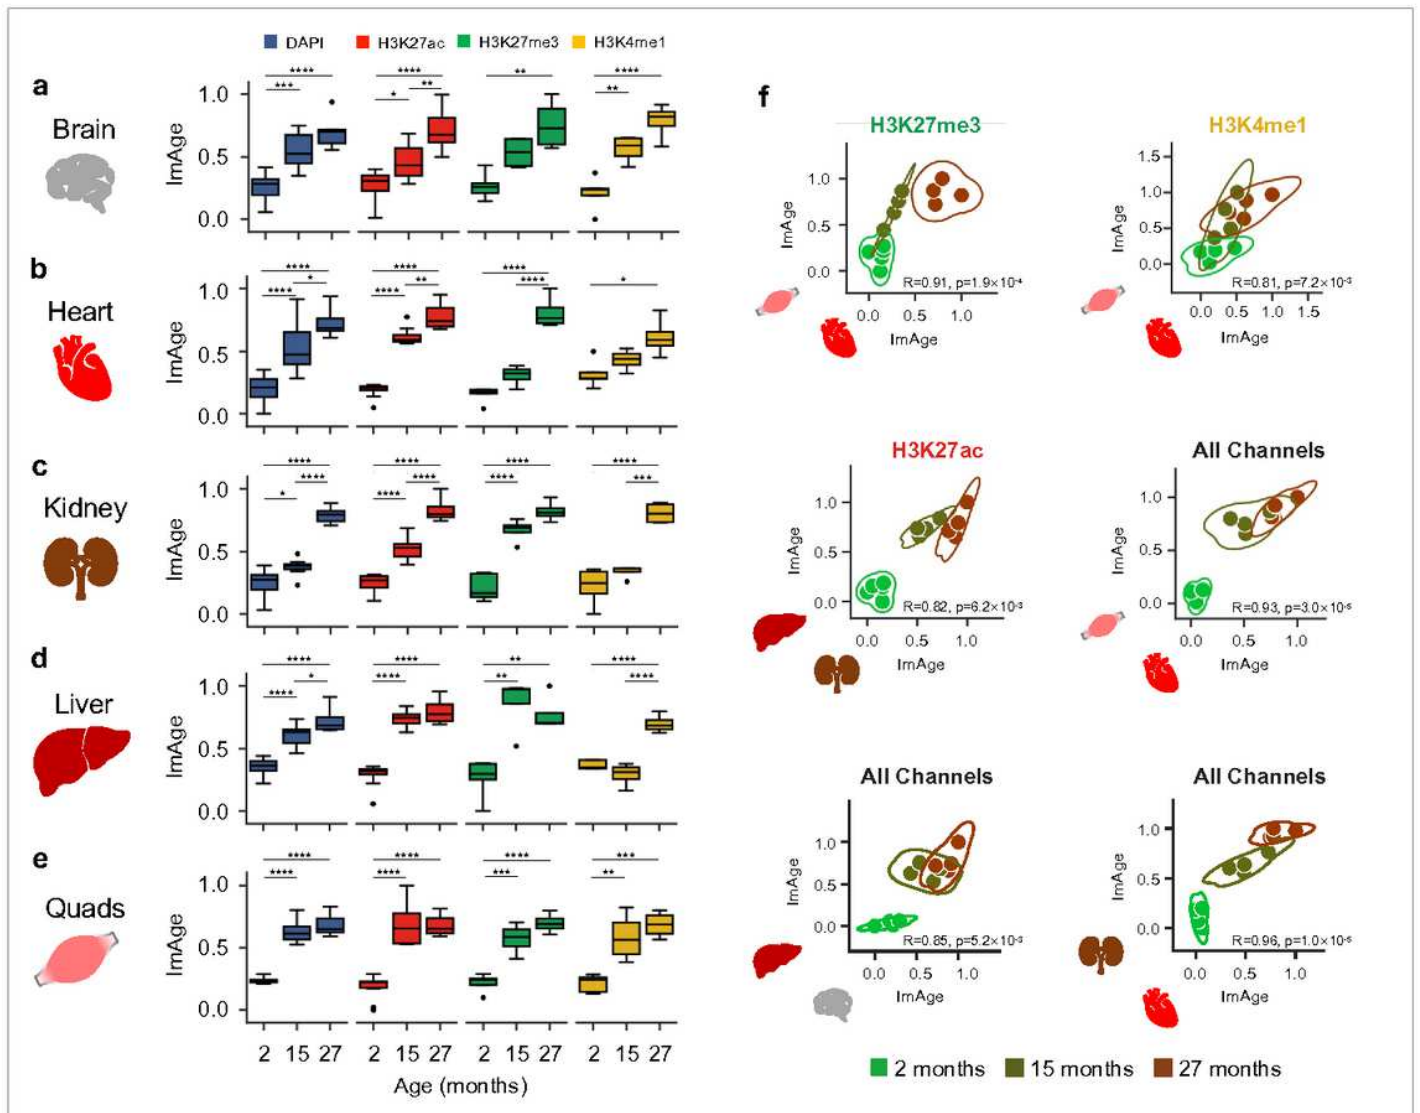 DAPI H3K27ac H3K27me3 H3K4me1
a
Brain
ImAge
1.0
0.5
0.0
**** *** **** ** * ** **** **
b
Heart
ImAge
1.0
0.5
0.0
**** * **** **** ** **** **** **** *
c
Kidney
ImAge
1.0
0.5
0.0
**** **** * **** **** **** **** **** **** ***
d
Liver
ImAge
1.0
0.5
0.0
**** * **** **** **** ** ** **** ****
e
Quads
ImAge
1.0
0.5
0.0
**** **** **** **** **** *** *** **
2 15 27 2 15 27 2 15 27 2 15 27
Age (months)
f
H3K27me3
ImAge
1.0
0.5
0.0
R=0.91, p=1.9×10⁻⁴
0.0 0.5 1.0
ImAge
H3K4me1
ImAge
1.5
1.0
0.5
0.0
R=0.81, p=7.2×10⁻³
0.0 0.5 1.0 1.5
ImAge
H3K27ac
ImAge
1.0
0.5
0.0
R=0.82, p=6.2×10⁻³
0.0 0.5 1.0
ImAge
All Channels
ImAge
1.0
0.5
0.0
R=0.93, p=3.0×10⁻⁵
0.0 0.5 1.0
ImAge
All Channels
ImAge
1.0
0.5
0.0
R=0.85, p=5.2×10⁻³
0.0 0.5 1.0
ImAge
All Channels
ImAge
1.0
0.5
0.0
R=0.96, p=1.0×10⁻⁵
0.0 0.5 1.0
ImAge
2 months 15 months 27 months